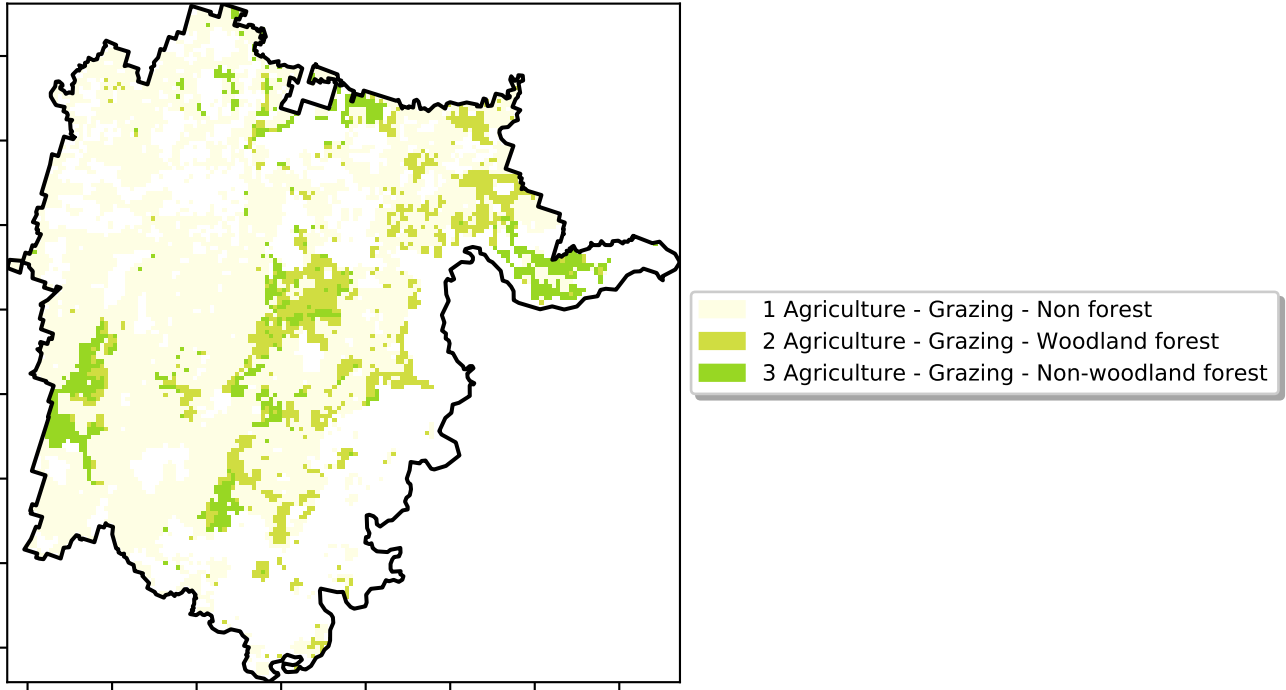 1 Agriculture - Grazing - Non forest
2 Agriculture - Grazing - Woodland forest
3 Agriculture - Grazing - Non-woodland forest